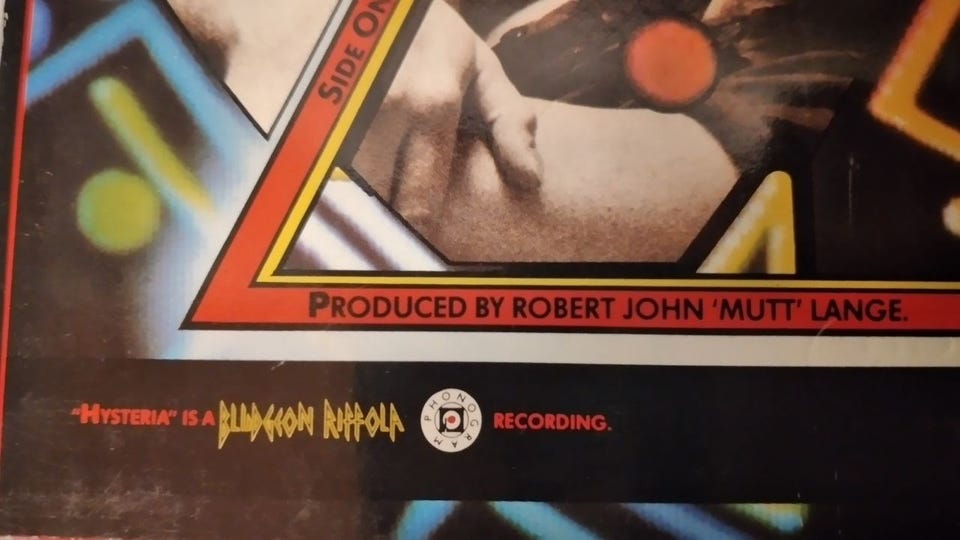 SIDE ON
PRODUCED BY ROBERT JOHN 'MUTT' LANGE.
"HYSTERIA" IS A BLUDGEON RIFFOLA PHONOGRAM RECORDING.